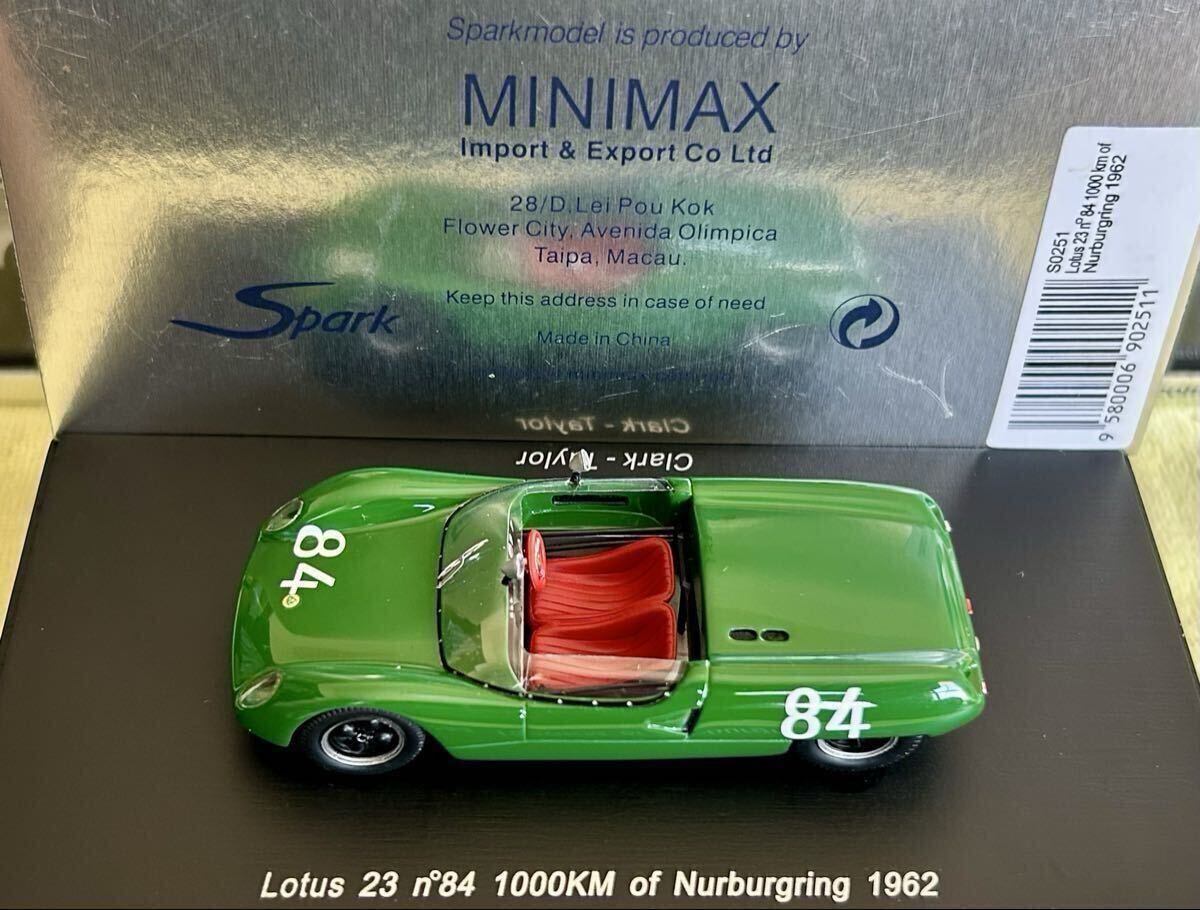 Sparkmodel is produced by
MINIMAX
Import & Export Co Ltd
28/D, Lei Pou Kok
Flower City, Avenida Olimpica
Taipa, Macau.
Keep this address in case of need
Made in China
Spark
S0251
Lotus 23 n°84 1000 km of
Nurburgring 1962
9 580006 902511
Clark - Taylor
Clark - Taylor
84
84
Lotus 23 n°84 1000KM of Nurburgring 1962